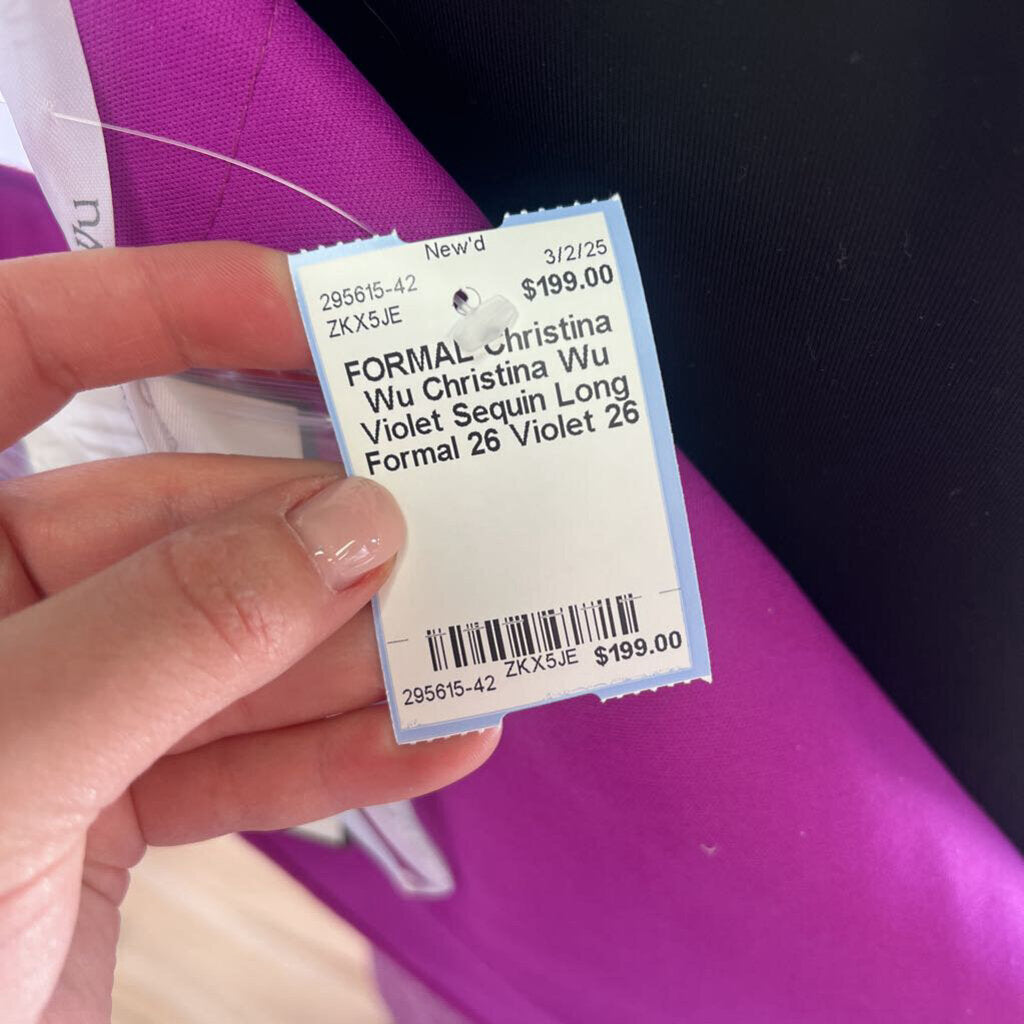 Wu
New'd
3/2/25
295615-42
$199.00
ZKX5JE
FORMAL Christina
Wu Christina Wu
Violet Sequin Long
Formal 26 Violet 26
295615-42 ZKX5JE $199.00